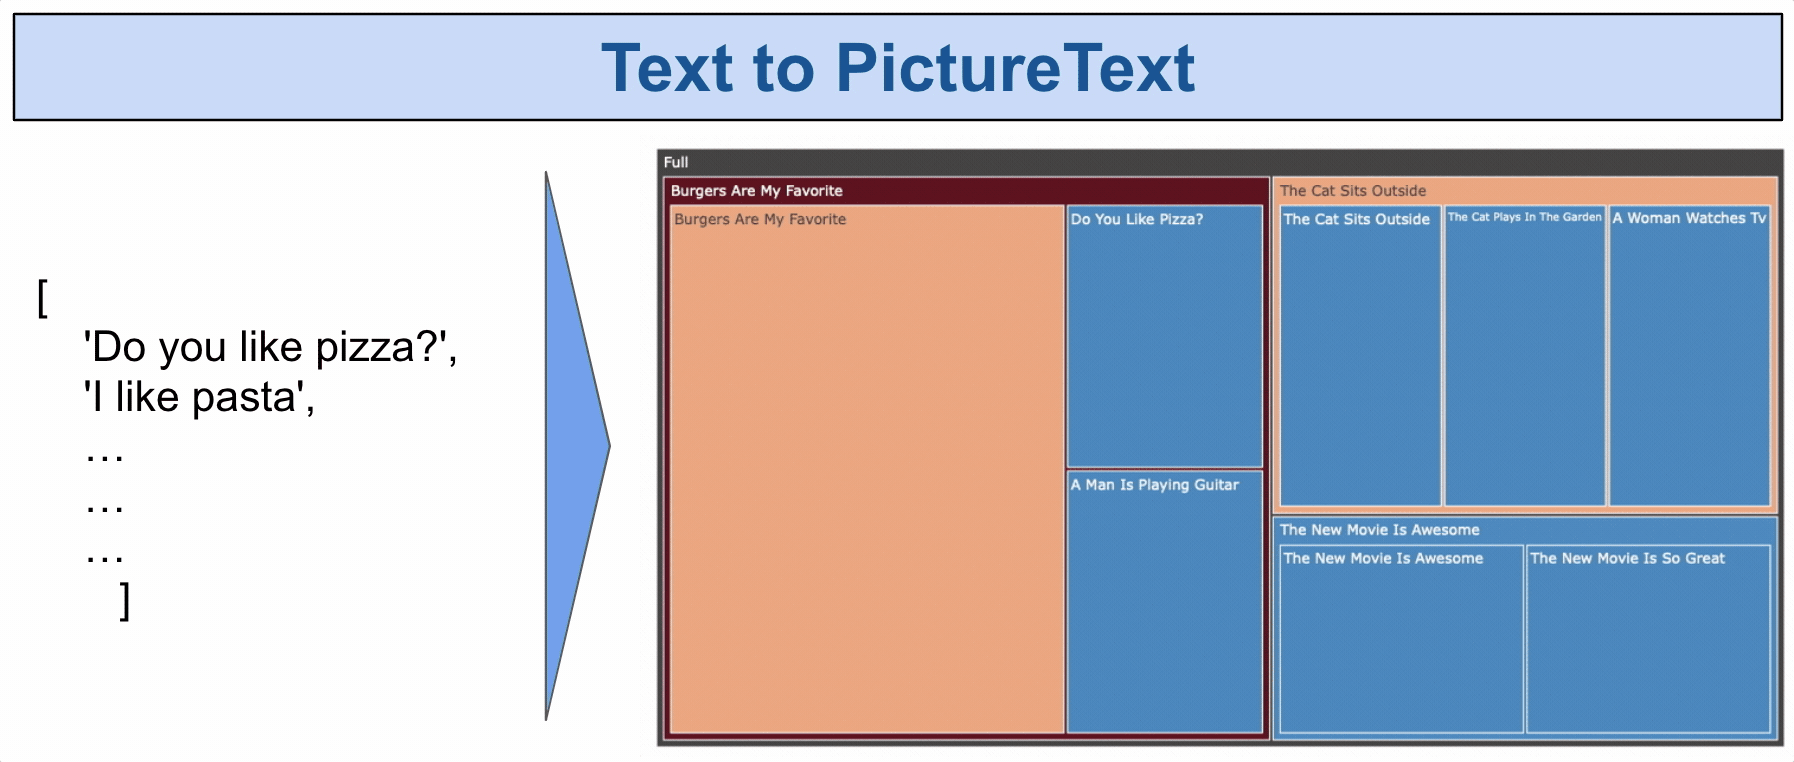 Text to PictureText
[
'Do you like pizza?',
'I like pasta',
…
…
…
]
Full
Burgers Are My Favorite
Burgers Are My Favorite
Do You Like Pizza?
A Man Is Playing Guitar
The Cat Sits Outside
The Cat Sits Outside
The Cat Plays In The Garden
A Woman Watches Tv
The New Movie Is Awesome
The New Movie Is Awesome
The New Movie Is So Great